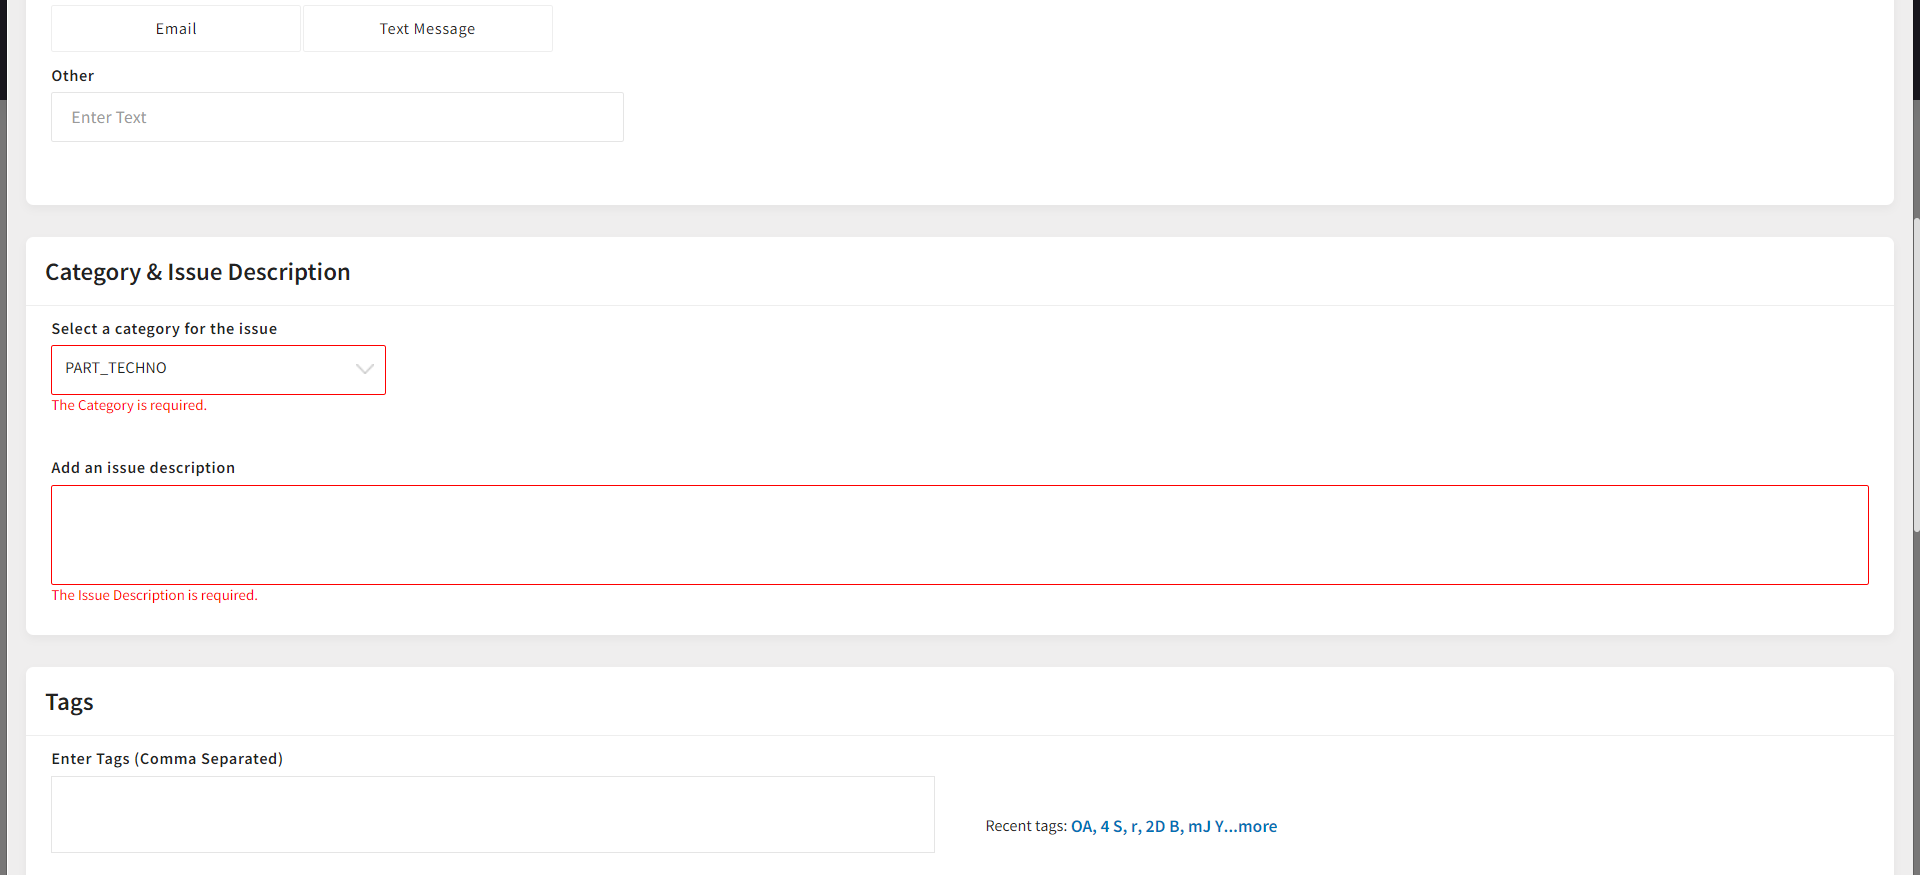 Email
Text Message
Other
Enter Text
Category & Issue Description
Select a category for the issue
PART_TECHNO
The Category is required.
Add an issue description
The Issue Description is required.
Tags
Enter Tags (Comma Separated)
Recent tags: OA, 4 S, r, 2D B, mJ Y...more